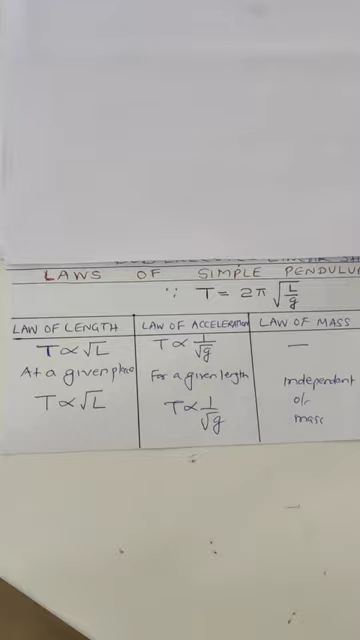 LAWS OF SIMPLE PENDULU
∵ T = 2π √(L/g)
LAW OF LENGTH LAW OF ACCELERATION LAW OF MASS
T ∝ √L T ∝ 1/√g —
At a given place For a given length independent
T ∝ √L T ∝ 1/√g of
mass